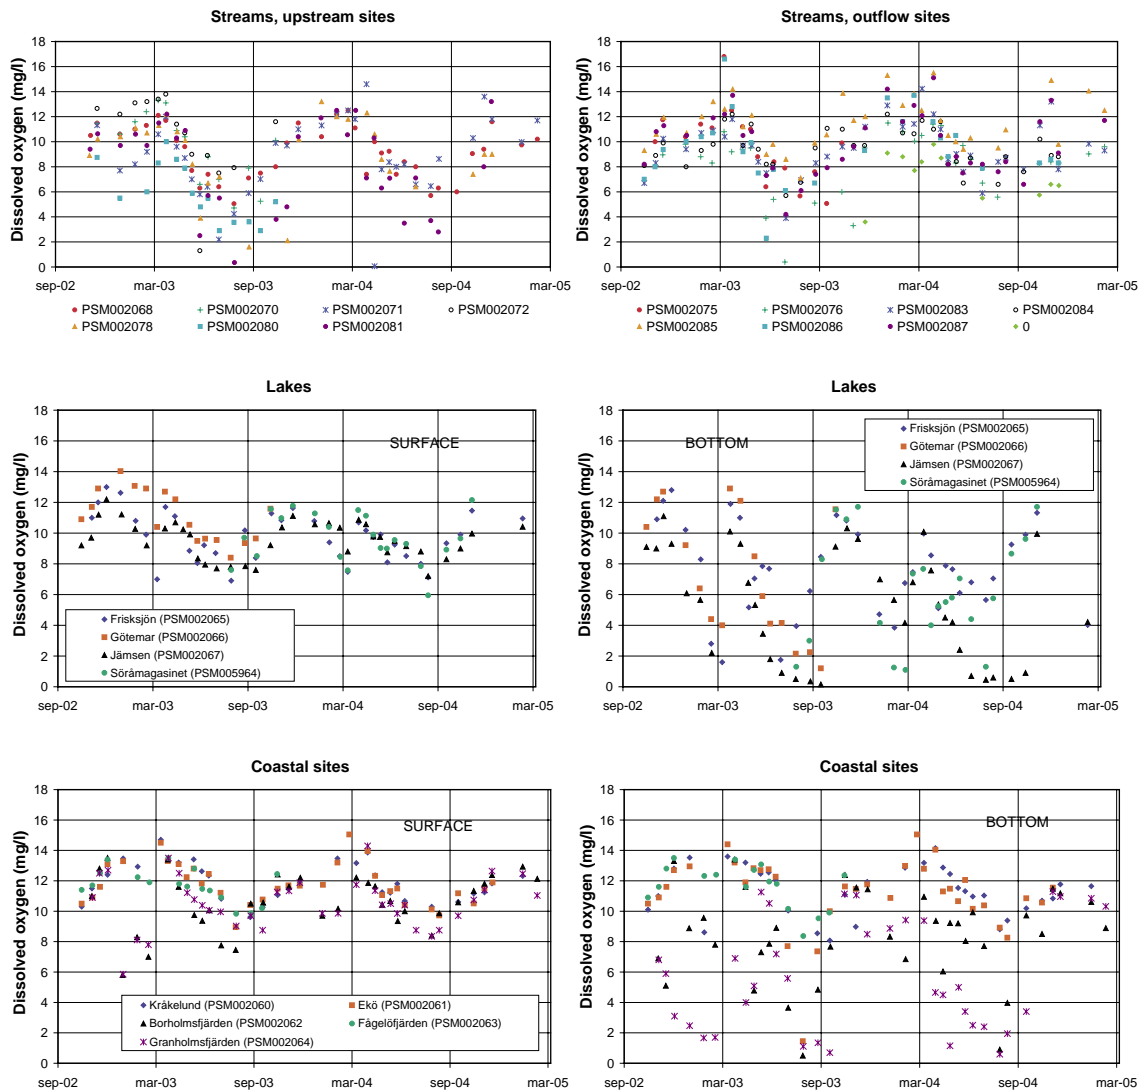 Streams, upstream sites
Dissolved oxygen (mg/l)
18
16
14
12
10
8
6
4
2
0
sep-02 mar-03 sep-03 mar-04 sep-04 mar-05
PSM002068 PSM002070 PSM002071 PSM002072
PSM002078 PSM002080 PSM002081
Streams, outflow sites
Dissolved oxygen (mg/l)
18
16
14
12
10
8
6
4
2
0
sep-02 mar-03 sep-03 mar-04 sep-04 mar-05
PSM002075 PSM002076 PSM002083 PSM002084
PSM002085 PSM002086 PSM002087 0
Lakes
SURFACE
Dissolved oxygen (mg/l)
18
16
14
12
10
8
6
4
2
0
Frisksjön (PSM002065)
Götemar (PSM002066)
Jämsen (PSM002067)
Söråmagasinet (PSM005964)
sep-02 mar-03 sep-03 mar-04 sep-04 mar-05
Lakes
BOTTOM
Dissolved oxygen (mg/l)
18
16
14
12
10
8
6
4
2
0
Frisksjön (PSM002065)
Götemar (PSM002066)
Jämsen (PSM002067)
Söråmagasinet (PSM005964)
sep-02 mar-03 sep-03 mar-04 sep-04 mar-05
Coastal sites
SURFACE
Dissolved oxygen (mg/l)
18
16
14
12
10
8
6
4
2
0
Kråkelund (PSM002060) Ekö (PSM002061)
Borholmsfjärden (PSM002062 Fågelöfjärden (PSM002063)
Granholmsfjärden (PSM002064)
sep-02 mar-03 sep-03 mar-04 sep-04 mar-05
Coastal sites
BOTTOM
Dissolved oxygen (mg/l)
18
16
14
12
10
8
6
4
2
0
sep-02 mar-03 sep-03 mar-04 sep-04 mar-05